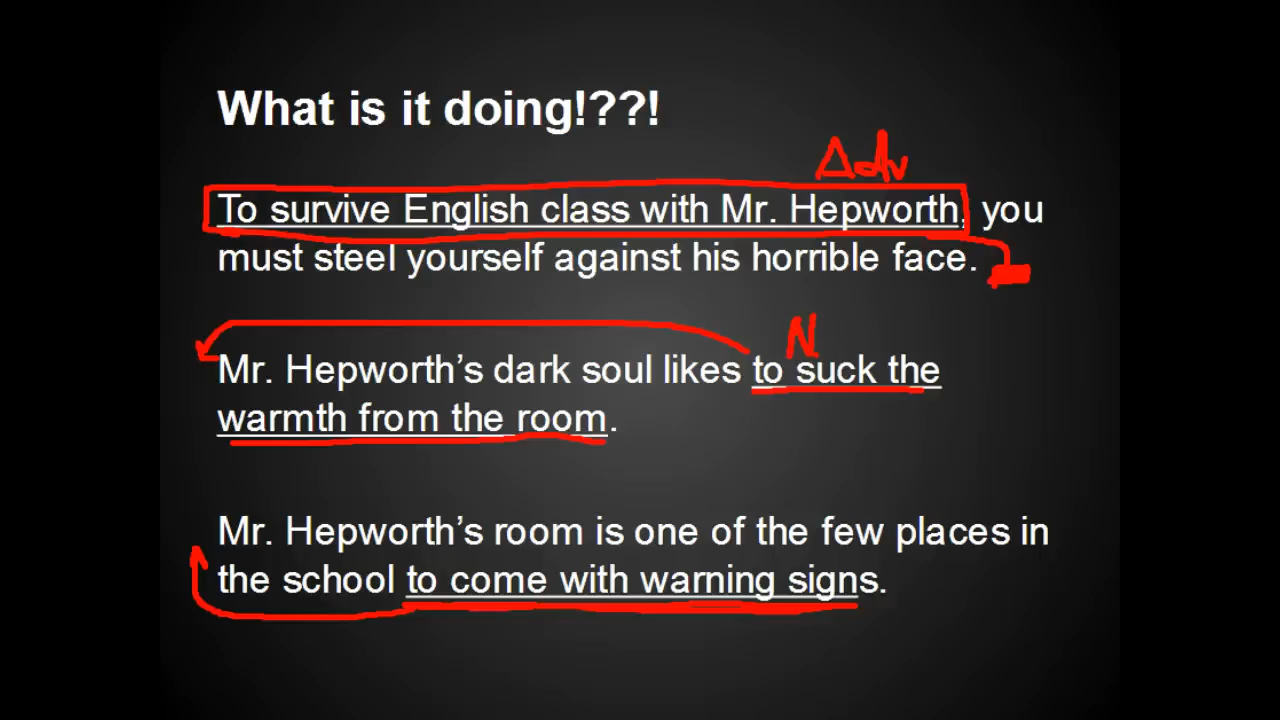 What is it doing!??!
Adv
To survive English class with Mr. Hepworth, you
must steel yourself against his horrible face.
N
Mr. Hepworth's dark soul likes to suck the
warmth from the room.
Mr. Hepworth's room is one of the few places in
the school to come with warning signs.